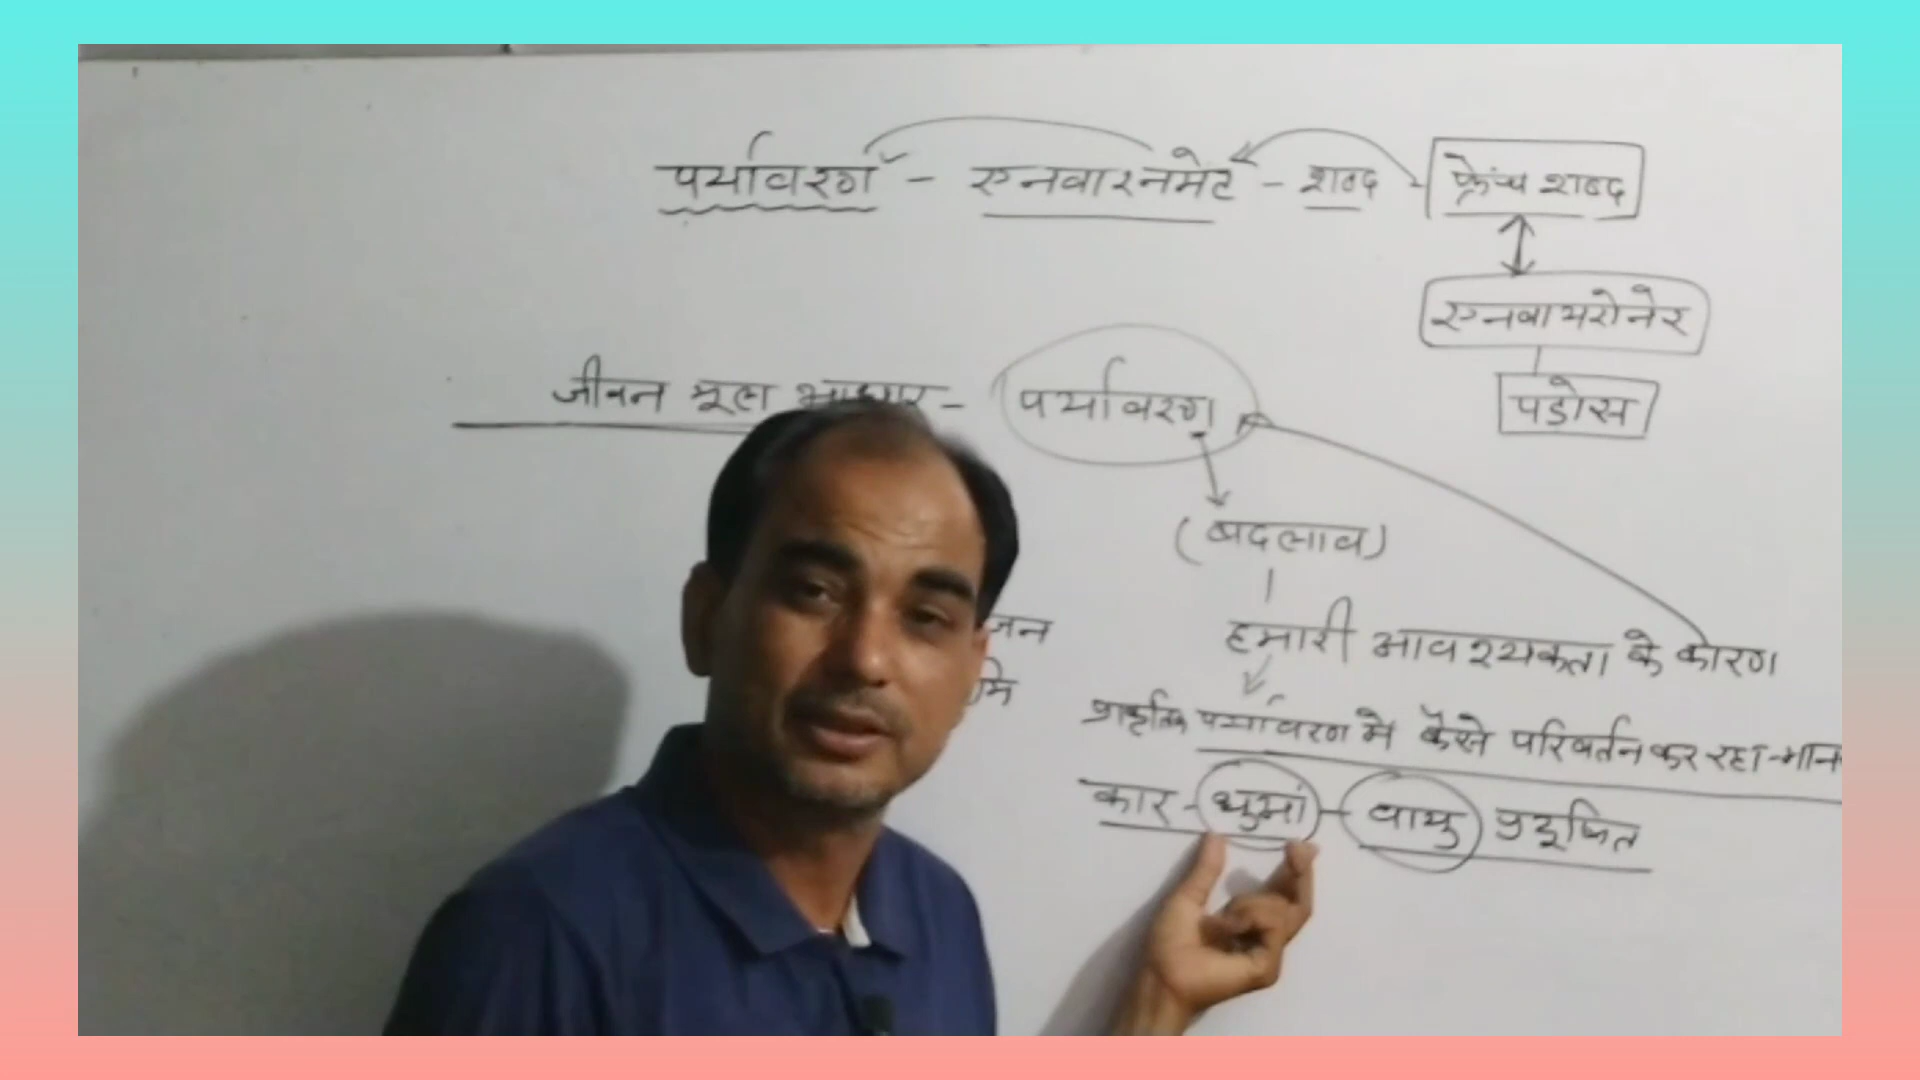 पर्यावरण - एनवारनमेंट - शब्द - फ्रेंच शब्द
एनवायरोनेर
पडोस
जीवन मूल आधार - पर्यावरण
(बदलाव)
हमारी आवश्यकता के कारण
प्राकृतिक पर्यावरण में कैसे परिवर्तन कर रहा - मान
कार - धुआं - वायु प्रदूषित